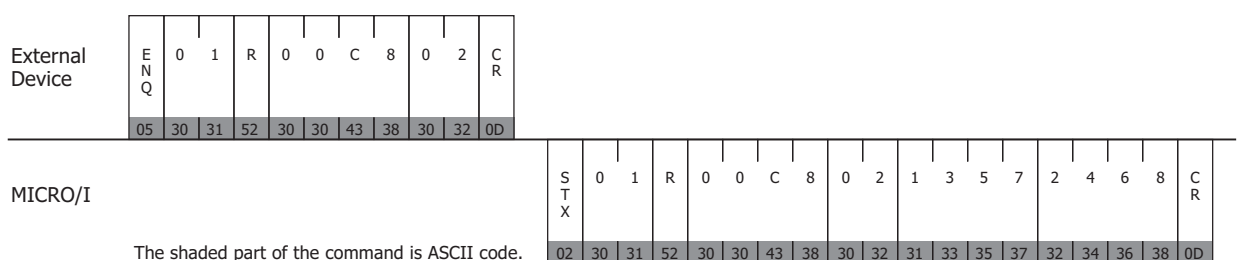 External Device
ENQ 0 1 R 0 0 C 8 0 2 CR
05 30 31 52 30 30 43 38 30 32 0D
MICRO/I
STX 0 1 R 0 0 C 8 0 2 1 3 5 7 2 4 6 8 CR
The shaded part of the command is ASCII code.
02 30 31 52 30 30 43 38 30 32 31 33 35 37 32 34 36 38 0D